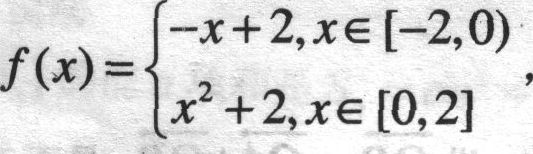 f(x) = { -x+2, x∈[-2,0)
x²+2, x∈[0,2] ,